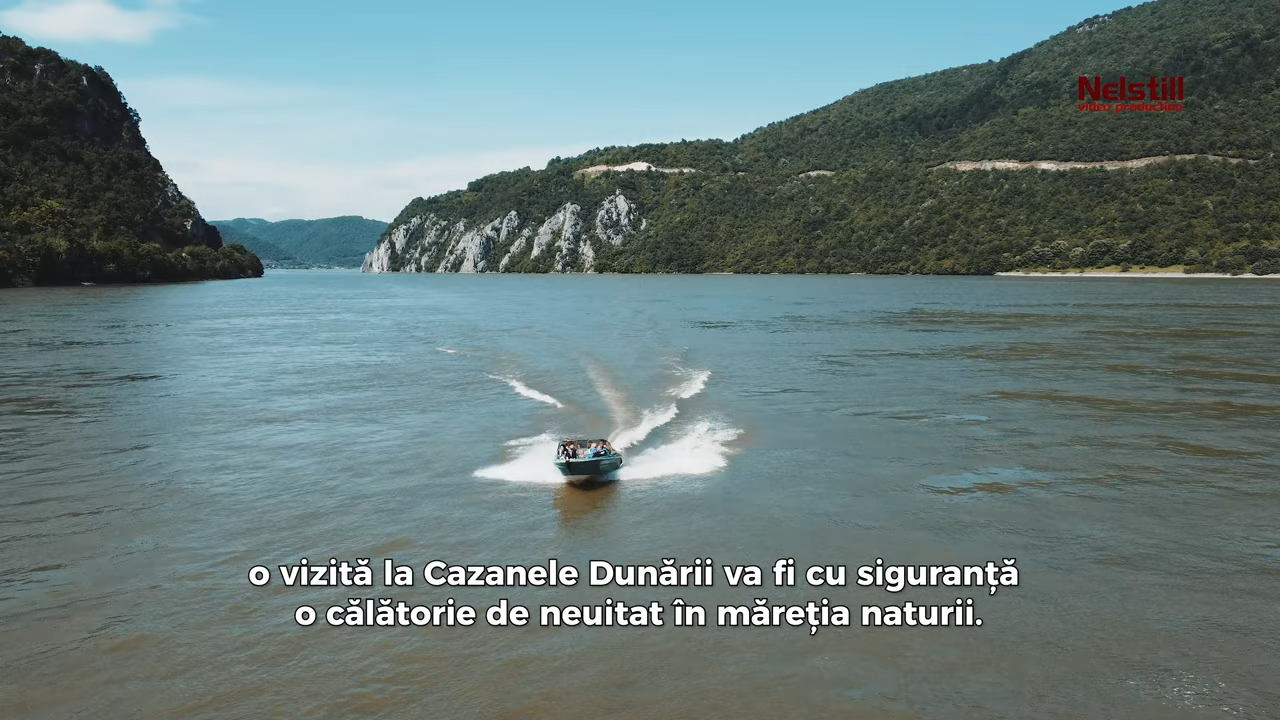 Nelstill
video production
o vizită la Cazanele Dunării va fi cu siguranță
o călătorie de neuitat în măreția naturii.